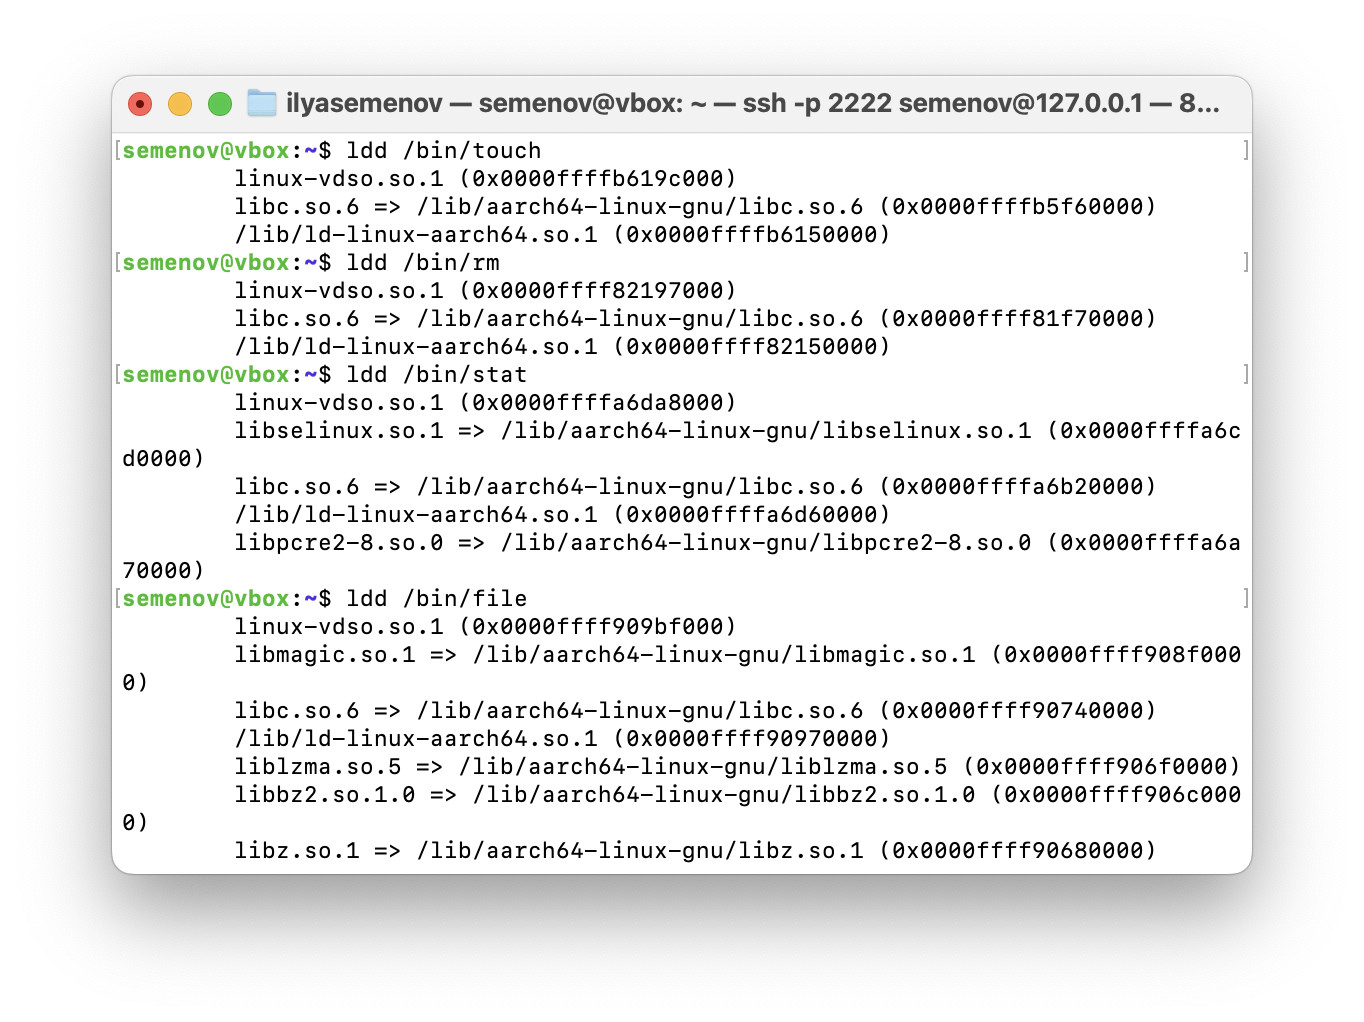 ilyasemenov — semenov@vbox: ~ — ssh -p 2222 semenov@127.0.0.1 — 8...
[semenov@vbox:~$ ldd /bin/touch ]
linux-vdso.so.1 (0x0000ffffb619c000)
libc.so.6 => /lib/aarch64-linux-gnu/libc.so.6 (0x0000ffffb5f60000)
/lib/ld-linux-aarch64.so.1 (0x0000ffffb6150000)
[semenov@vbox:~$ ldd /bin/rm ]
linux-vdso.so.1 (0x0000ffff82197000)
libc.so.6 => /lib/aarch64-linux-gnu/libc.so.6 (0x0000ffff81f70000)
/lib/ld-linux-aarch64.so.1 (0x0000ffff82150000)
[semenov@vbox:~$ ldd /bin/stat ]
linux-vdso.so.1 (0x0000ffffa6da8000)
libselinux.so.1 => /lib/aarch64-linux-gnu/libselinux.so.1 (0x0000ffffa6c
d0000)
libc.so.6 => /lib/aarch64-linux-gnu/libc.so.6 (0x0000ffffa6b20000)
/lib/ld-linux-aarch64.so.1 (0x0000ffffa6d60000)
libpcre2-8.so.0 => /lib/aarch64-linux-gnu/libpcre2-8.so.0 (0x0000ffffa6a
70000)
[semenov@vbox:~$ ldd /bin/file ]
linux-vdso.so.1 (0x0000ffff909bf000)
libmagic.so.1 => /lib/aarch64-linux-gnu/libmagic.so.1 (0x0000ffff908f000
0)
libc.so.6 => /lib/aarch64-linux-gnu/libc.so.6 (0x0000ffff90740000)
/lib/ld-linux-aarch64.so.1 (0x0000ffff90970000)
liblzma.so.5 => /lib/aarch64-linux-gnu/liblzma.so.5 (0x0000ffff906f0000)
libbz2.so.1.0 => /lib/aarch64-linux-gnu/libbz2.so.1.0 (0x0000ffff906c000
0)
libz.so.1 => /lib/aarch64-linux-gnu/libz.so.1 (0x0000ffff90680000)